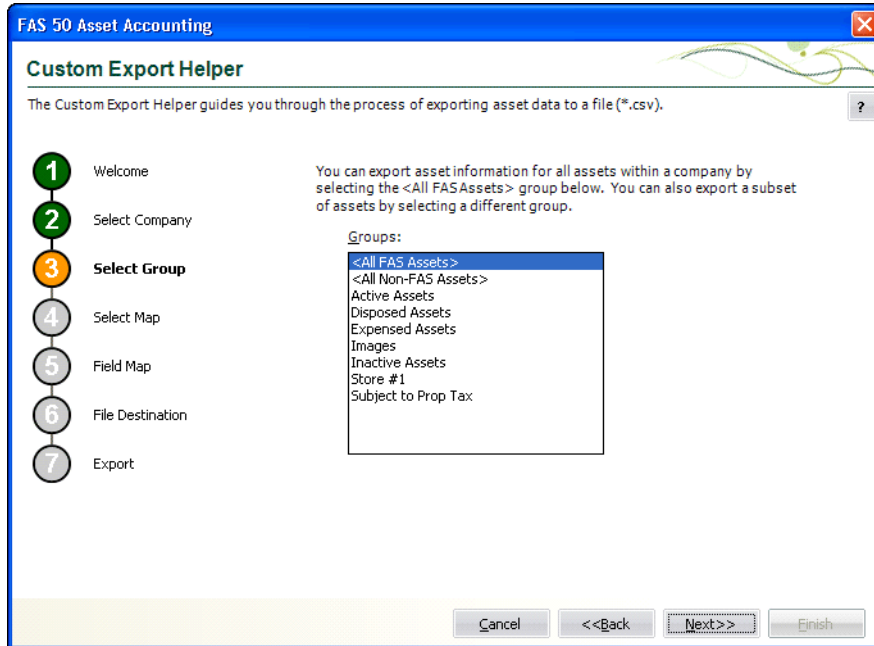 FAS 50 Asset Accounting
Custom Export Helper
The Custom Export Helper guides you through the process of exporting asset data to a file (*.csv).
?
1 Welcome
2 Select Company
3 Select Group
4 Select Map
5 Field Map
6 File Destination
7 Export
You can export asset information for all assets within a company by
selecting the <All FAS Assets> group below. You can also export a subset
of assets by selecting a different group.
Groups:
<All FAS Assets>
<All Non-FAS Assets>
Active Assets
Disposed Assets
Expensed Assets
Images
Inactive Assets
Store #1
Subject to Prop Tax
Cancel <<Back Next>> Finish